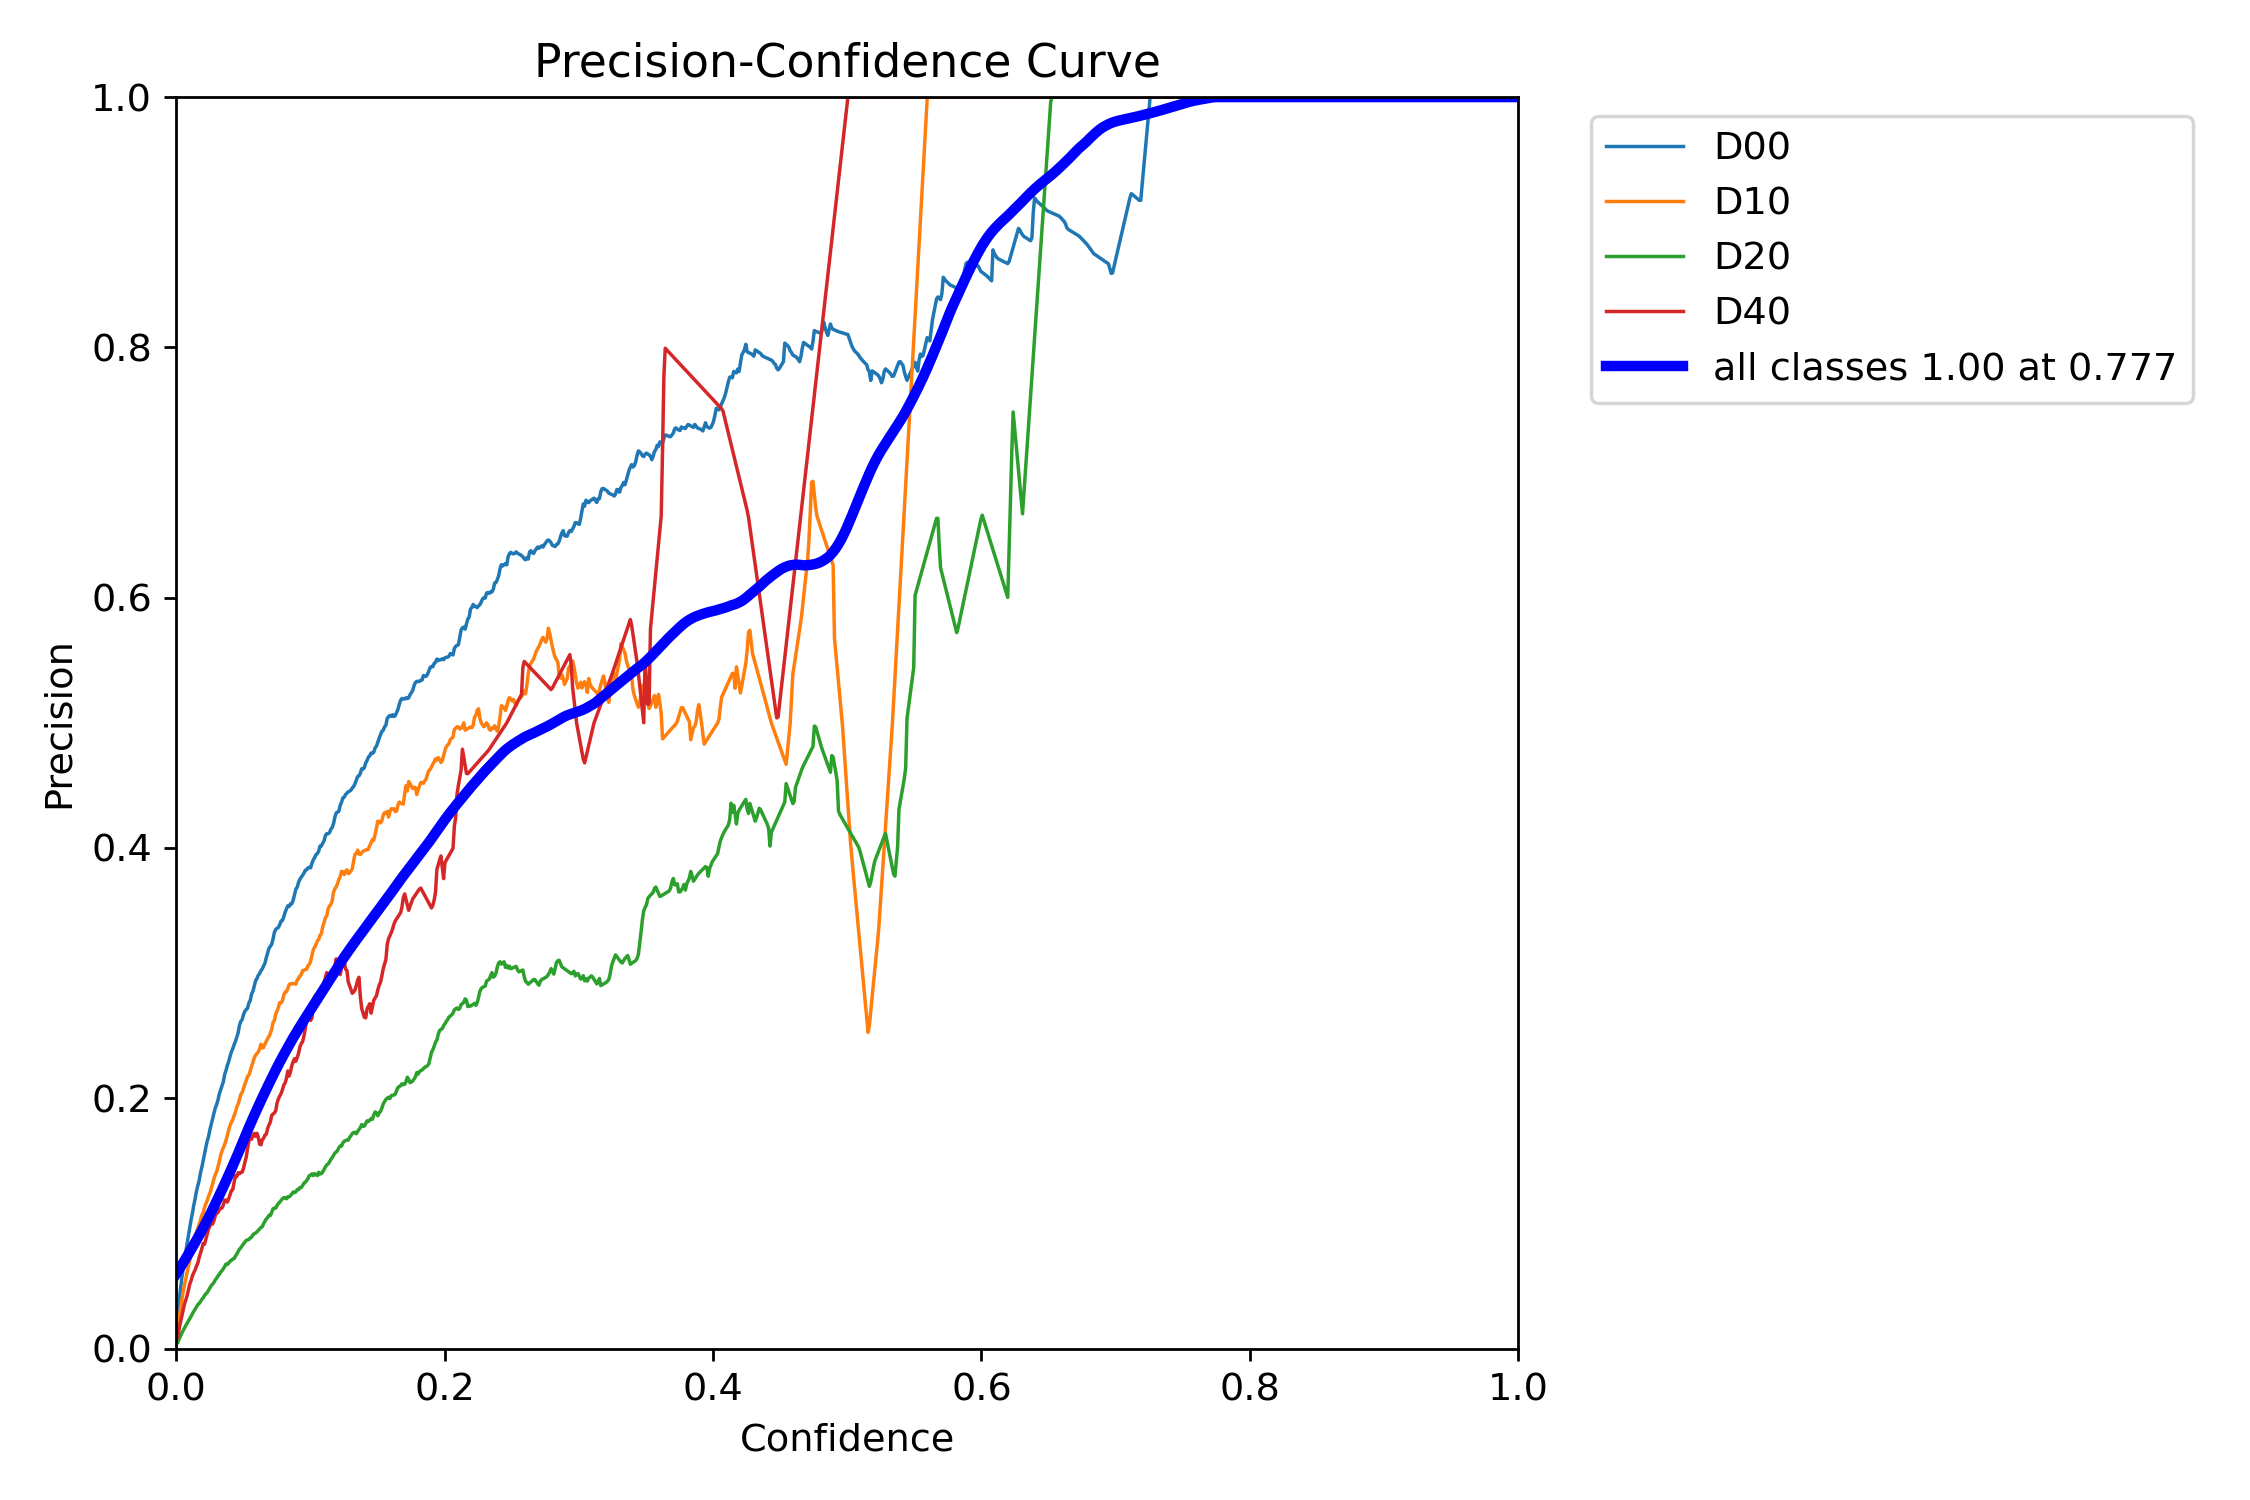 Precision-Confidence Curve
1.0
0.8
0.6
0.4
0.2
0.0
Precision
0.0 0.2 0.4 0.6 0.8 1.0
Confidence
D00
D10
D20
D40
all classes 1.00 at 0.777